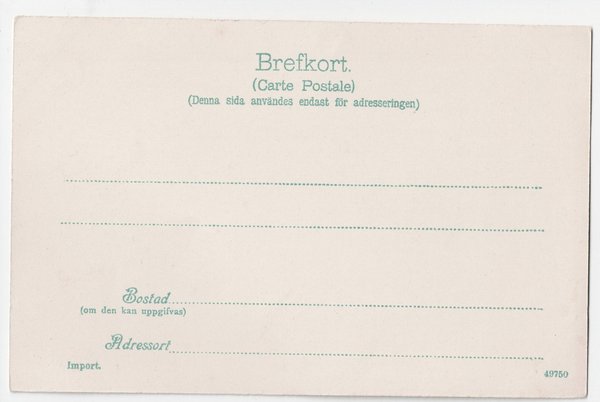 Brefkort.
(Carte Postale)
(Denna sida användes endast för adresseringen)
Bostad
(om den kan uppgifvas)
Adressort
Import.
49750